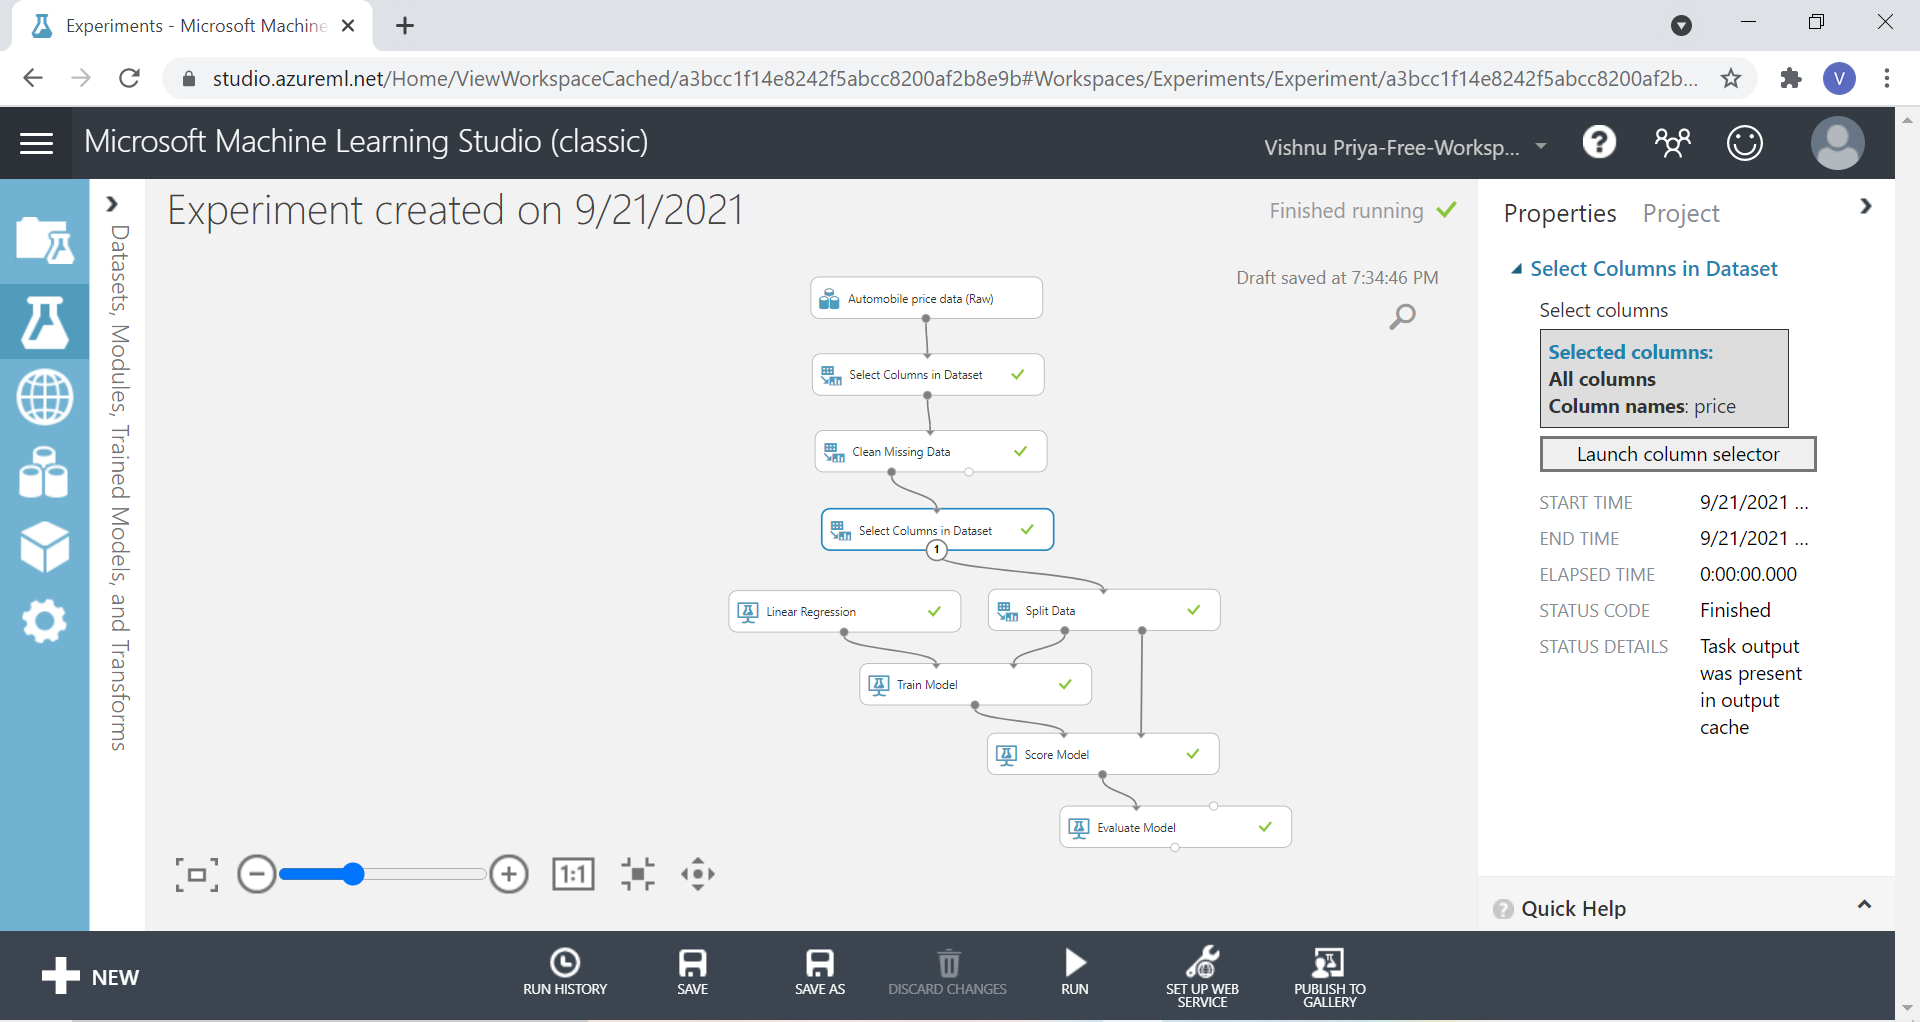 Experiments - Microsoft Machine
studio.azureml.net/Home/ViewWorkspaceCached/a3bcc1f14e8242f5abcc8200af2b8e9b#Workspaces/Experiments/Experiment/a3bcc1f14e8242f5abcc8200af2b...
V
Microsoft Machine Learning Studio (classic)
Vishnu Priya-Free-Worksp...
?
Datasets, Modules, Trained Models, and Transforms
Experiment created on 9/21/2021
Finished running
Draft saved at 7:34:46 PM
Automobile price data (Raw)
Select Columns in Dataset
Clean Missing Data
Select Columns in Dataset
1
Linear Regression
Split Data
Train Model
Score Model
Evaluate Model
1:1
Properties Project
Select Columns in Dataset
Select columns
Selected columns:
All columns
Column names: price
Launch column selector
START TIME 9/21/2021 ...
END TIME 9/21/2021 ...
ELAPSED TIME 0:00:00.000
STATUS CODE Finished
STATUS DETAILS Task output
was present
in output
cache
? Quick Help
NEW
RUN HISTORY
SAVE
SAVE AS
DISCARD CHANGES
RUN
SET UP WEB
SERVICE
PUBLISH TO
GALLERY